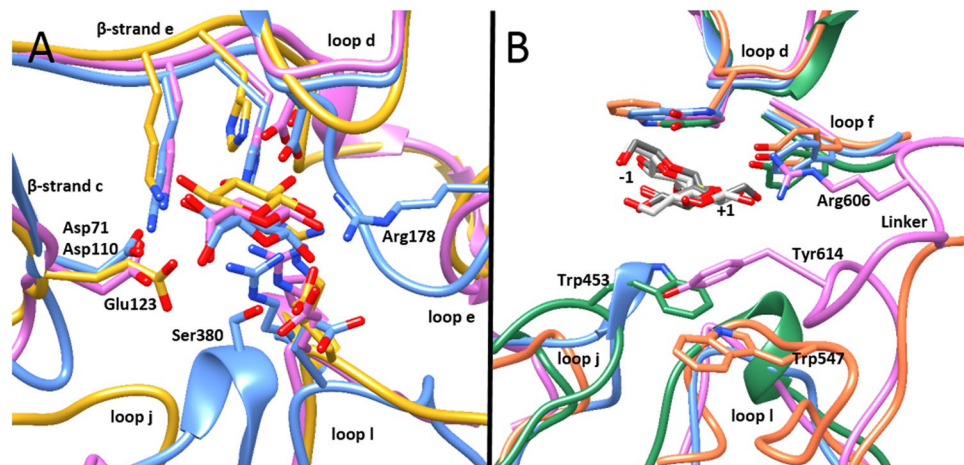 A
β-strand e
loop d
β-strand c
Asp71
Asp110
Glu123
Arg178
Ser380
loop e
loop j
loop l
B
loop d
loop f
-1
+1
Arg606
Linker
Trp453
Tyr614
loop j
Trp547
loop l